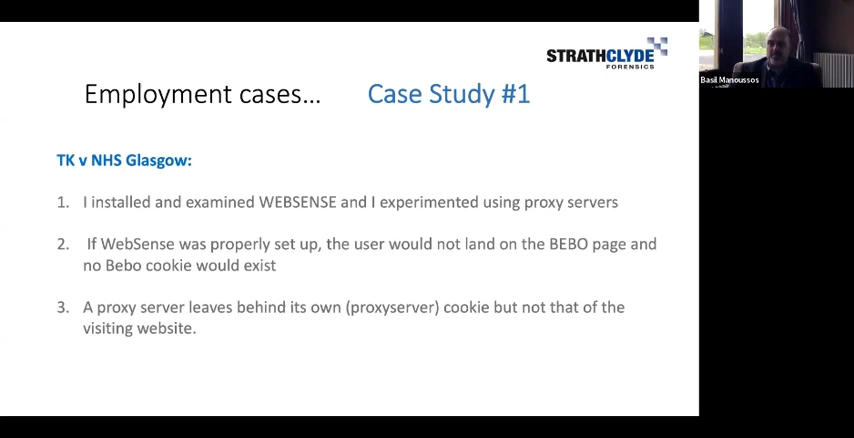 STRATHCLYDE
FORENSICS
Basil Manoussos
Employment cases... Case Study #1
TK v NHS Glasgow:
1. I installed and examined WEBSENSE and I experimented using proxy servers
2. If WebSense was properly set up, the user would not land on the BEBO page and
no Bebo cookie would exist
3. A proxy server leaves behind its own (proxyserver) cookie but not that of the
visiting website.